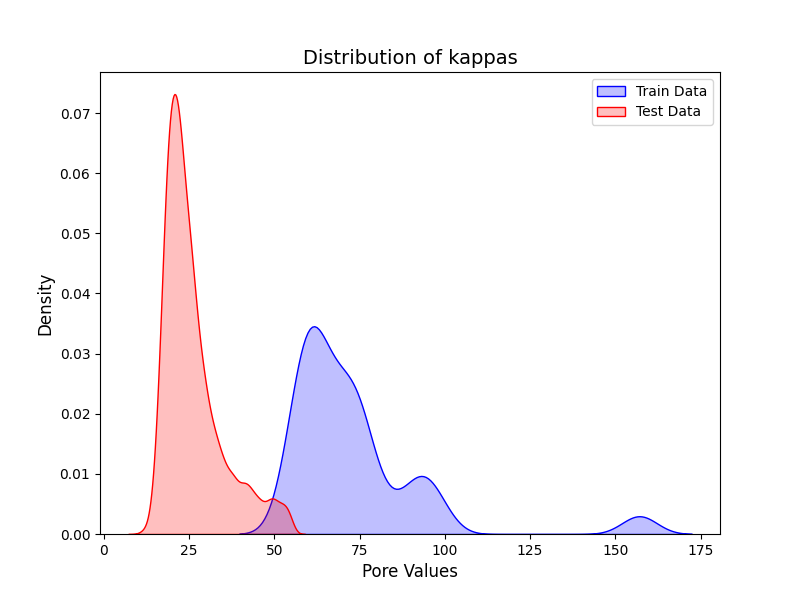 Distribution of kappas
Train Data
Test Data
Density
0.07
0.06
0.05
0.04
0.03
0.02
0.01
0.00
0 25 50 75 100 125 150 175
Pore Values